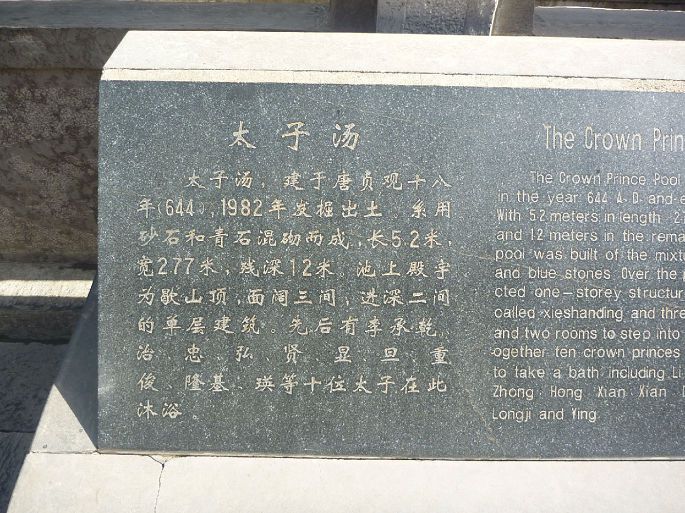 太子汤
太子汤，建于唐贞观十八
年(644)，1982年发掘出土。系用
砂石和青石混砌而成，长5.2米，
宽2.77米，残深1.2米。池上殿宇
为歇山顶，面阔三间，进深二间
的单层建筑。先后有李承乾、
治、忠、弘、贤、显、旦、重
俊、隆基、瑛等十位太子在此
沐浴。
The Crown Prin
The Crown Prince Pool
in the year 644 A·D·and e
With 5.2 meters in length·2.7
and 1.2 meters in the rema
pool was built of the mixtu
and blue stones·Over the p
cted one—storey structur
called xieshanding and thre
and two rooms to step into
ogether ten crown princes
to take a bath including Li
Zhong·Hong·Xian·Xian·D
Longji and Ying·